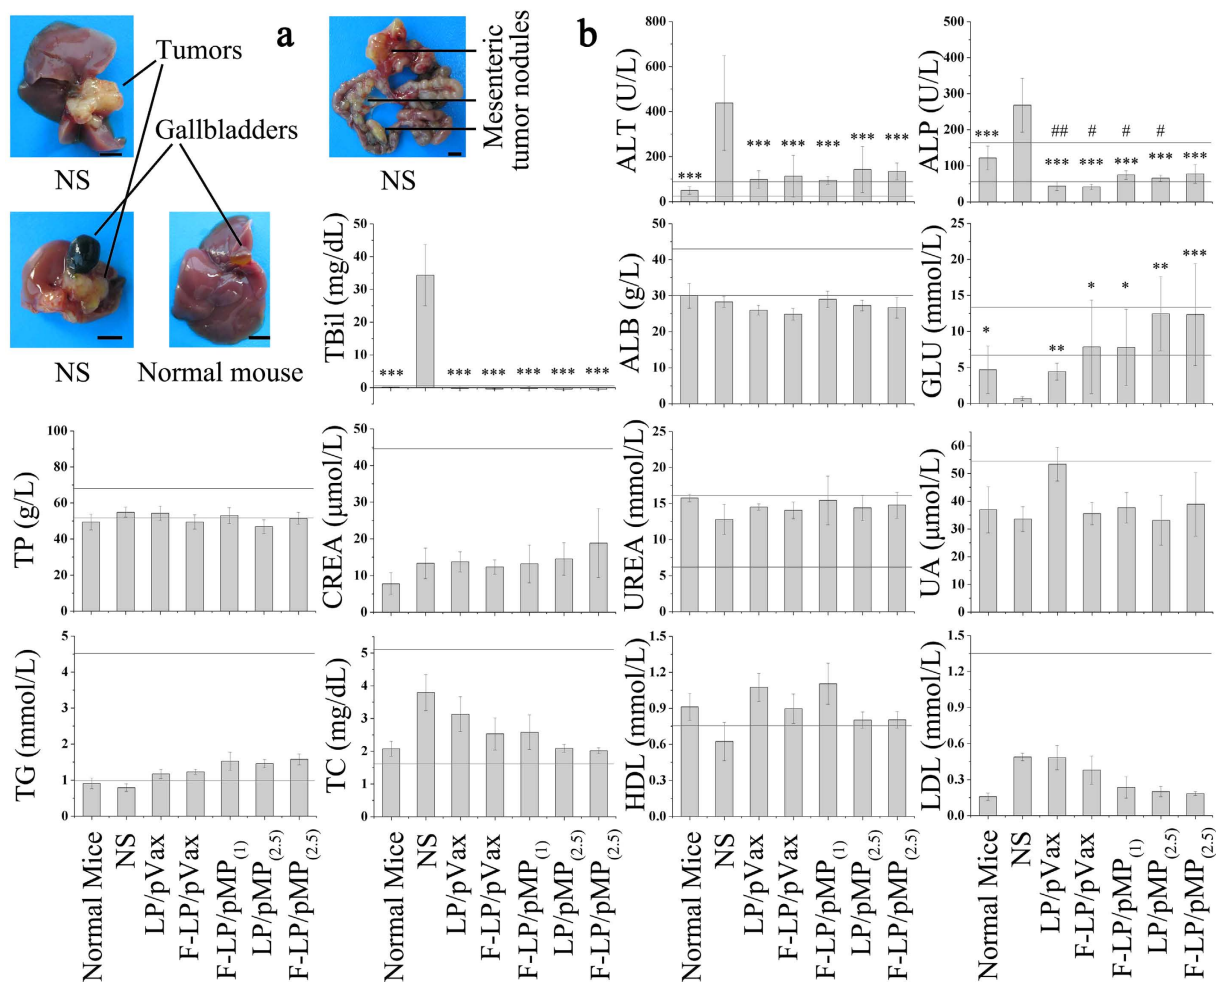 a
Tumors
Gallbladders
NS
Mesenteric
tumor nodules
NS
NS
Normal mouse
b
ALT (U/L)
800
600
400
200
0
***
***
***
***
***
***
ALP (U/L)
500
450
400
350
300
250
200
150
100
50
0
***
##
#
#
#
***
***
***
***
***
TBil (mg/dL)
50
40
30
20
10
0
***
***
***
***
***
***
ALB (g/L)
50
40
30
20
10
0
GLU (mmol/L)
25
20
15
10
5
0
*
**
*
*
**
***
TP (g/L)
100
80
60
40
20
0
CREA (μmol/L)
50
40
30
20
10
0
UREA (mmol/L)
25
20
15
10
5
0
UA (μmol/L)
60
50
40
30
20
10
0
TG (mmol/L)
5
4
3
2
1
0
TC (mg/dL)
5
4
3
2
1
0
HDL (mmol/L)
1.5
1.2
0.9
0.6
0.3
0.0
LDL (mmol/L)
1.5
1.2
0.9
0.6
0.3
0.0
Normal Mice
NS
LP/pVax
F-LP/pVax
F-LP/pMP(1)
LP/pMP(2.5)
F-LP/pMP(2.5)
Normal Mice
NS
LP/pVax
F-LP/pVax
F-LP/pMP(1)
LP/pMP(2.5)
F-LP/pMP(2.5)
Normal Mice
NS
LP/pVax
F-LP/pVax
F-LP/pMP(1)
LP/pMP(2.5)
F-LP/pMP(2.5)
Normal Mice
NS
LP/pVax
F-LP/pVax
F-LP/pMP(1)
LP/pMP(2.5)
F-LP/pMP(2.5)